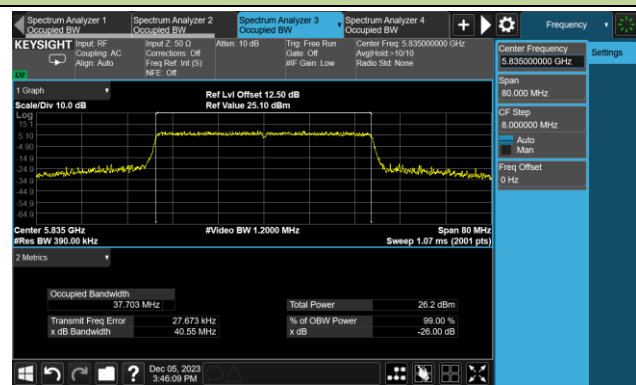 Spectrum Analyzer 1 Spectrum Analyzer 2 Spectrum Analyzer 3 Spectrum Analyzer 4 Frequency
Occupied BW Occupied BW Occupied BW Occupied BW
KEYSIGHT Input: RF Input Z: 50 Ω Atten: 10 dB Trig: Free Run Center Freq: 5.835000000 GHz
Coupling: AC Corrections: Off Gate: Off Avg|Hold:>10/10
Align: Auto Freq Ref: Int (S) #IF Gain: Low Radio Std: None
NFE: Off
LW
Center Frequency Settings
5.835000000 GHz
Span
80.000 MHz
CF Step
8.000000 MHz
Auto
Man
Freq Offset
0 Hz
1 Graph Ref Lvl Offset 12.50 dB
Scale/Div 10.0 dB Ref Value 25.10 dBm
Log
15.1
5.10
-4.90
-14.9
-24.9
-34.9
-44.9
-54.9
-64.9
Center 5.835 GHz #Video BW 1.2000 MHz Span 80 MHz
#Res BW 390.00 kHz Sweep 1.07 ms (2001 pts)
2 Metrics
Occupied Bandwidth
37.703 MHz Total Power 26.2 dBm
Transmit Freq Error 27.673 kHz % of OBW Power 99.00 %
x dB Bandwidth 40.55 MHz x dB -26.00 dB
? Dec 05, 2023
3:46:09 PM